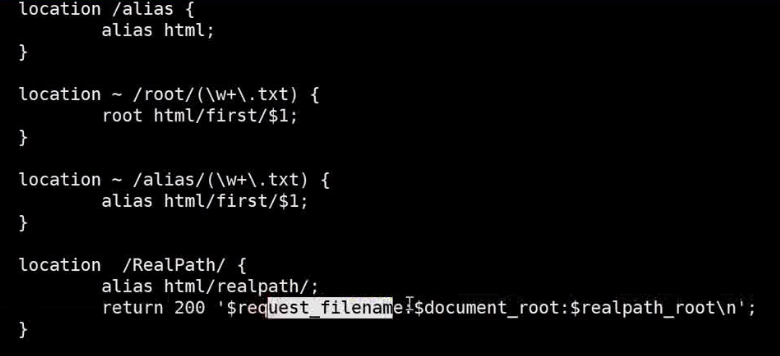 location /alias {
        alias html;
}
location ~ /root/(\w+\.txt) {
        root html/first/$1;
}
location ~ /alias/(\w+\.txt) {
        alias html/first/$1;
}
location  /RealPath/ {
        alias html/realpath/;
        return 200 '$request_filename:$document_root:$realpath_root\n';
}